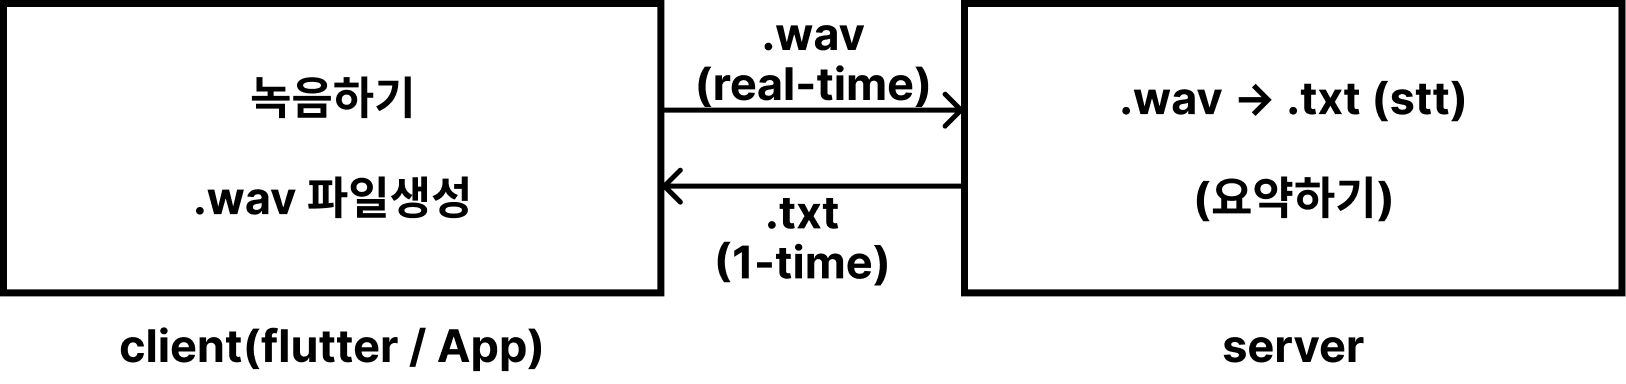 녹음하기
.wav 파일생성
client(flutter / App)
.wav
(real-time)
.txt
(1-time)
.wav → .txt (stt)
(요약하기)
server